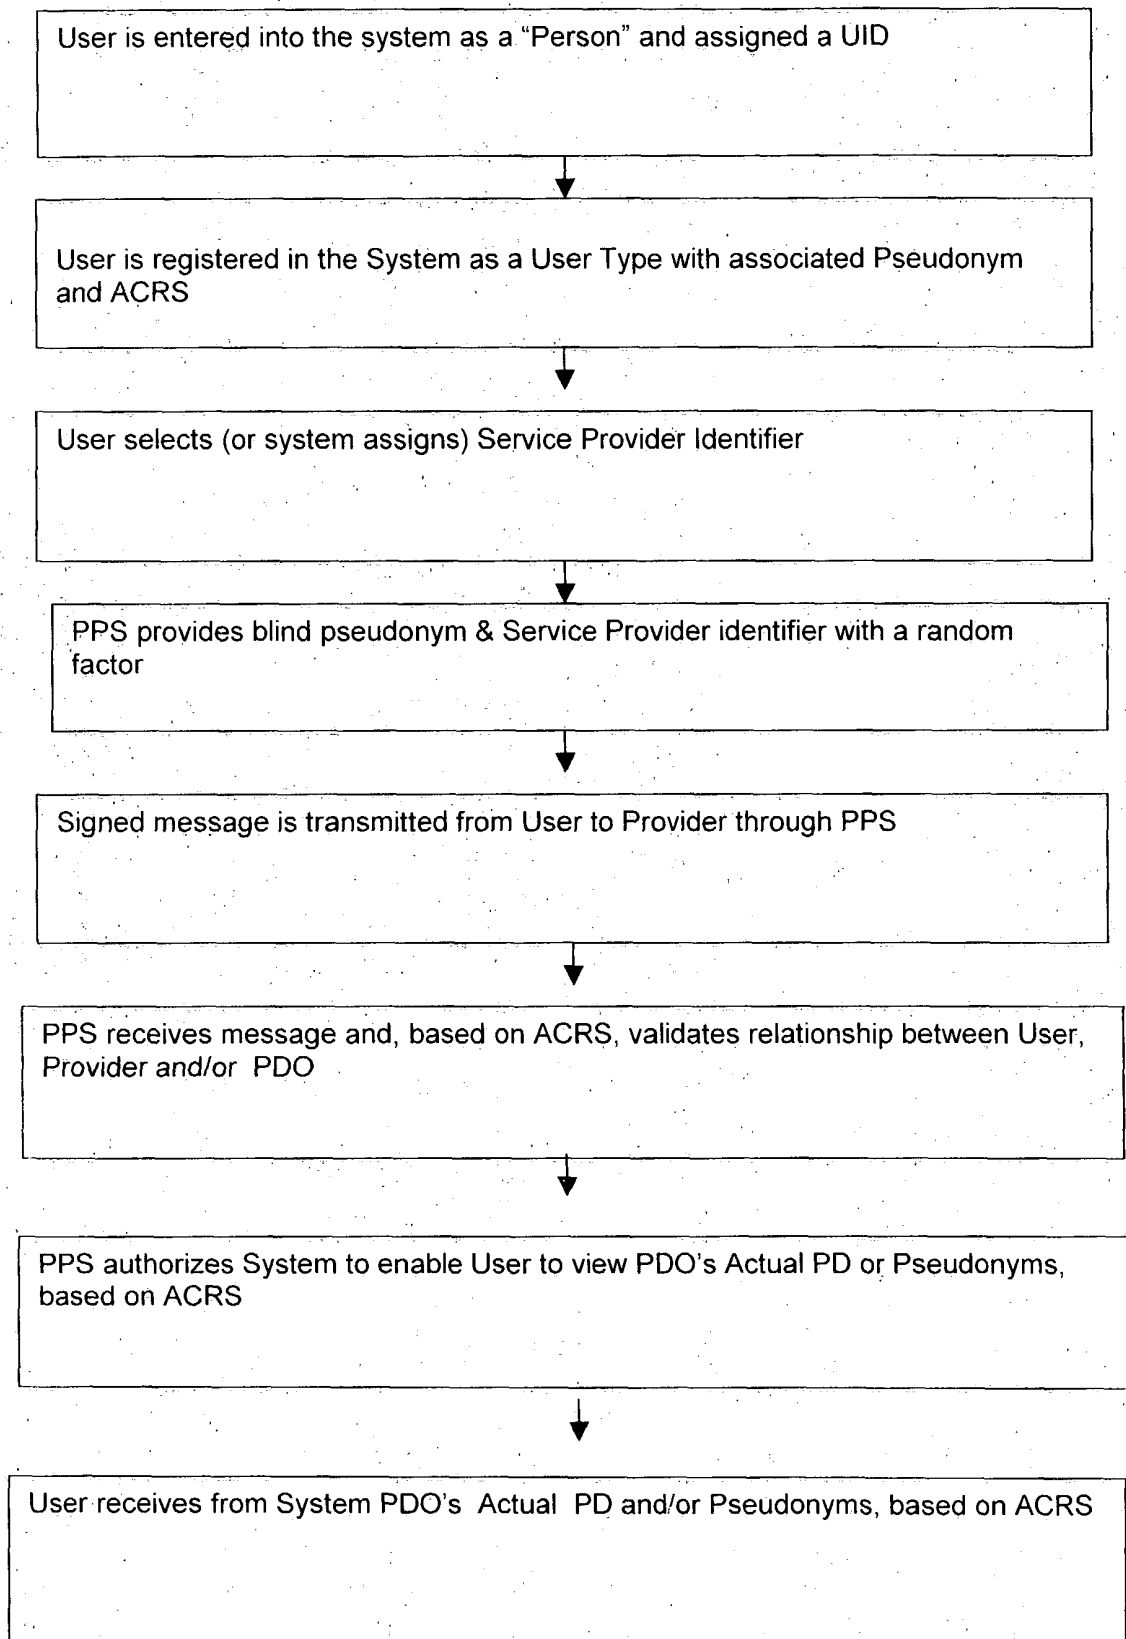 User is entered into the system as a “Person” and assigned a UID
User is registered in the System as a User Type with associated Pseudonym
and ACRS
User selects (or system assigns) Service Provider Identifier
PPS provides blind pseudonym & Service Provider identifier with a random
factor
Signed message is transmitted from User to Provider through PPS
PPS receives message and, based on ACRS, validates relationship between User,
Provider and/or PDO
PPS authorizes System to enable User to view PDO's Actual PD or Pseudonyms,
based on ACRS
User receives from System PDO's Actual PD and/or Pseudonyms, based on ACRS